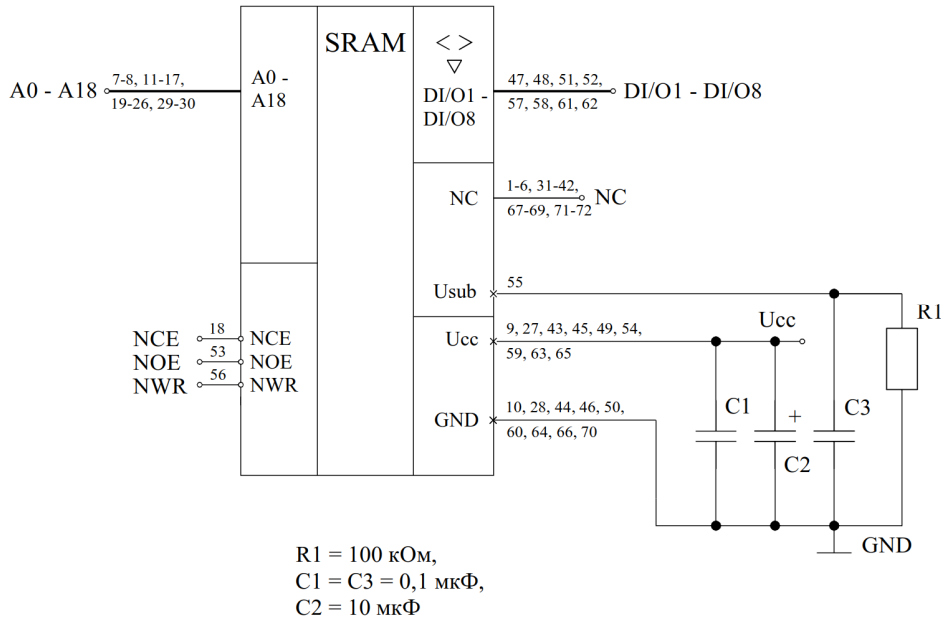 SRAM
< >
A0 - A18
7-8, 11-17,
19-26, 29-30
A0 -
A18
DI/O1 -
DI/O8
47, 48, 51, 52,
57, 58, 61, 62
DI/O1 - DI/O8
NC
1-6, 31-42,
67-69, 71-72
NC
Usub
55
R1
Ucc
9, 27, 43, 45, 49, 54,
59, 63, 65
Ucc
NCE
18
NCE
NOE
53
NOE
NWR
56
NWR
GND
10, 28, 44, 46, 50,
60, 64, 66, 70
C1
+
C2
C3
GND
R1 = 100 кОм,
C1 = C3 = 0,1 мкФ,
C2 = 10 мкФ